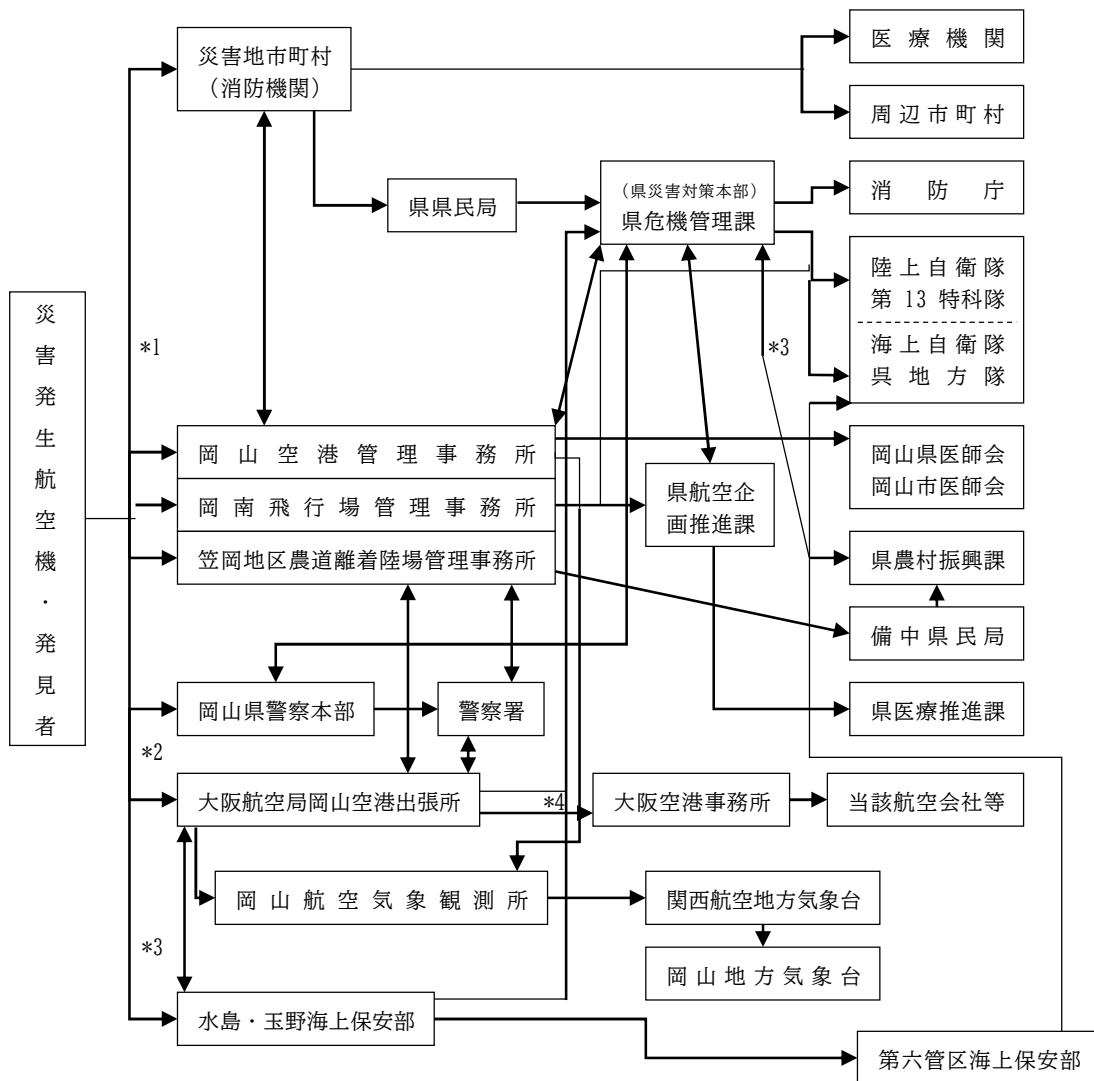 災害発生航空機・発見者
災害地市町村
（消防機関）
医療機関
周辺市町村
県県民局
（県災害対策本部）
県危機管理課
消防庁
陸上自衛隊
第 13 特科隊
海上自衛隊
呉地方隊
*1
*3
岡山空港管理事務所
岡南飛行場管理事務所
笠岡地区農道離着陸場管理事務所
県航空企
画推進課
岡山県医師会
岡山市医師会
県農村振興課
備中県民局
県医療推進課
岡山県警察本部
警察署
*2
大阪航空局岡山空港出張所
*4
大阪空港事務所
当該航空会社等
岡山航空気象観測所
関西航空地方気象台
岡山地方気象台
*3
水島・玉野海上保安部
第六管区海上保安部